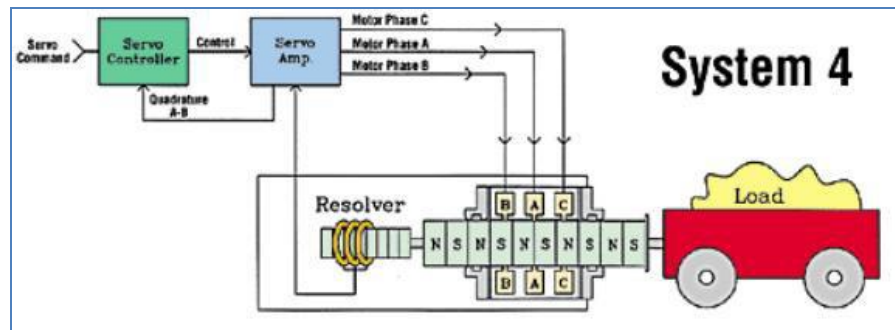 Motor Phase C
Servo
Command
Servo
Controller
Control
Servo
Amp.
Motor Phase A
Motor Phase B
Quadrature
A-B
System 4
Resolver
B A C
N S N S N S N S N S
B A C
Load